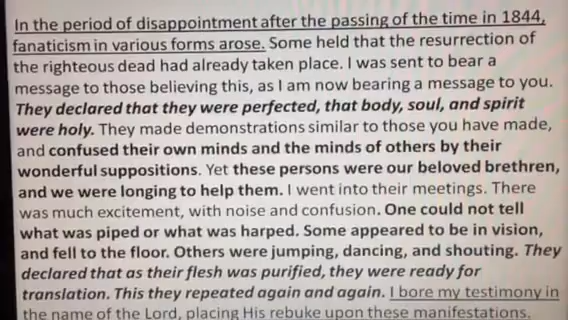 In the period of disappointment after the passing of the time in 1844,
fanaticism in various forms arose. Some held that the resurrection of
the righteous dead had already taken place. I was sent to bear a
message to those believing this, as I am now bearing a message to you.
They declared that they were perfected, that body, soul, and spirit
were holy. They made demonstrations similar to those you have made,
and confused their own minds and the minds of others by their
wonderful suppositions. Yet these persons were our beloved brethren,
and we were longing to help them. I went into their meetings. There
was much excitement, with noise and confusion. One could not tell
what was piped or what was harped. Some appeared to be in vision,
and fell to the floor. Others were jumping, dancing, and shouting. They
declared that as their flesh was purified, they were ready for
translation. This they repeated again and again. I bore my testimony in
the name of the Lord, placing His rebuke upon these manifestations.